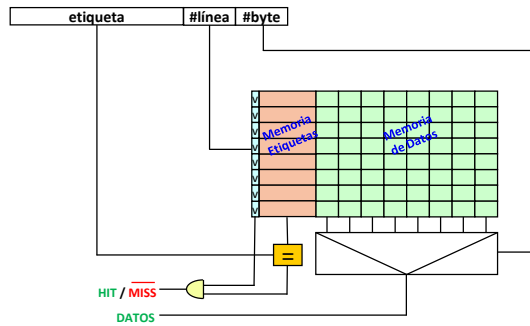 etiqueta #línea #byte
V
V
V
V
V
V
V
V
Memoria
Etiquetas
Memoria
de Datos
=
HIT / MISS
DATOS